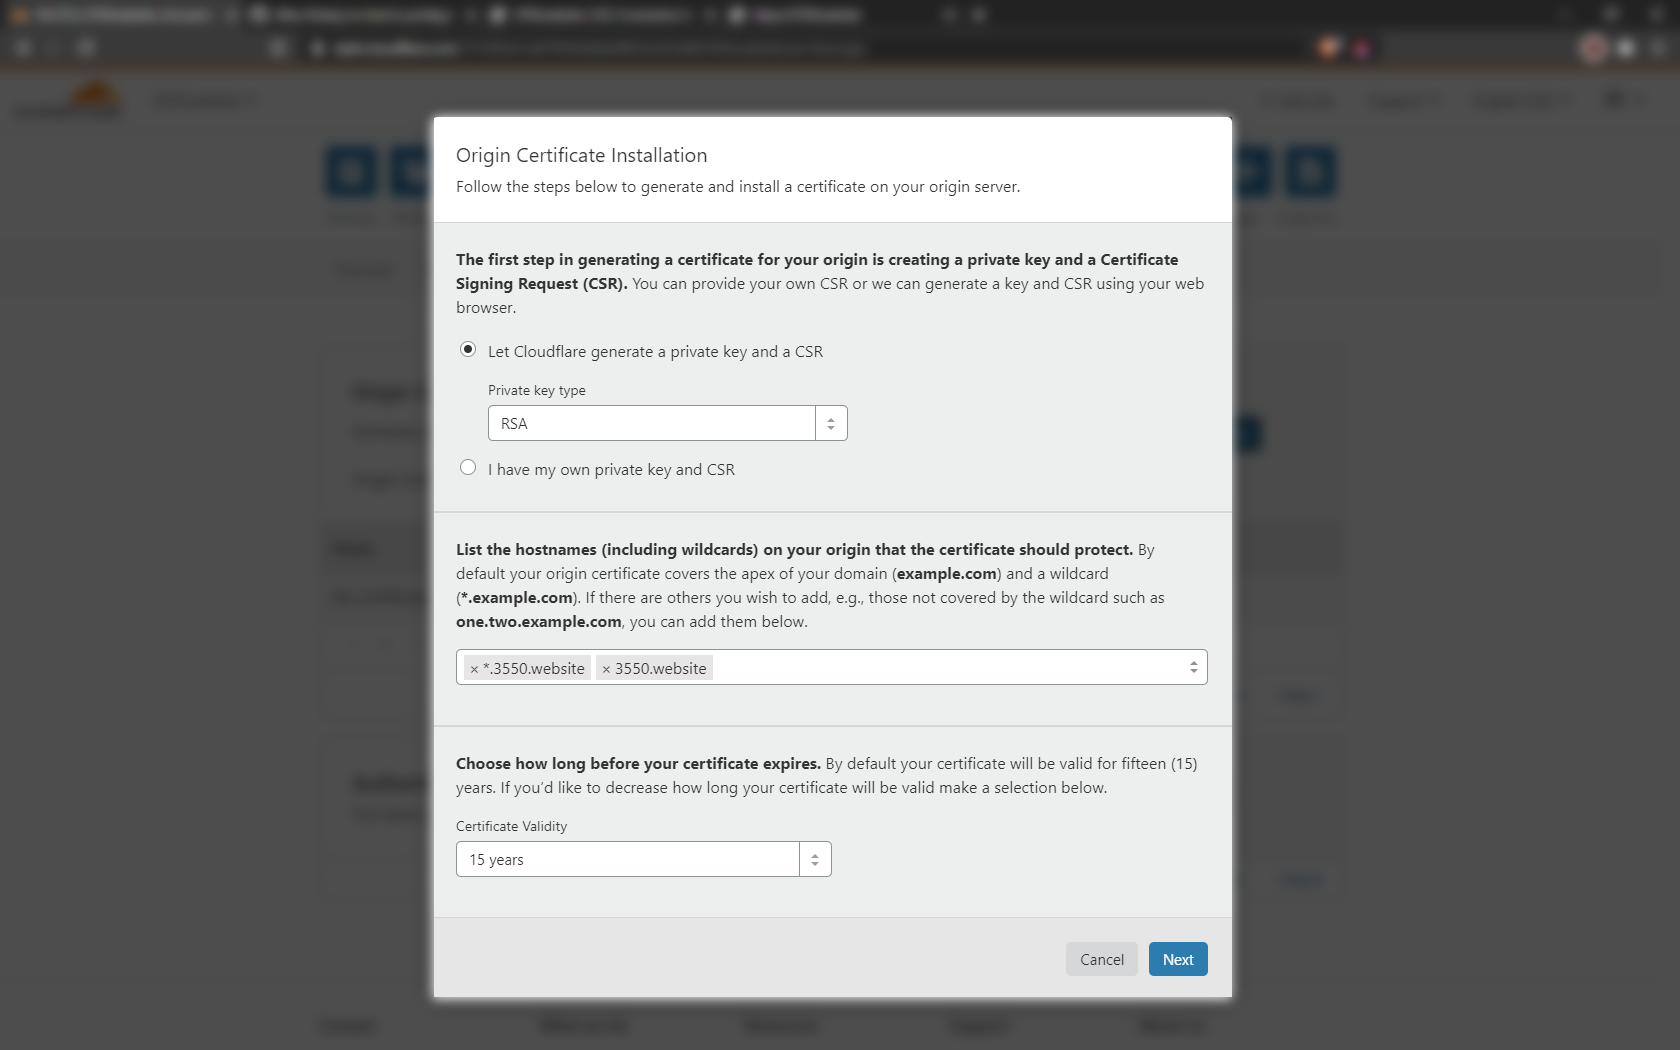 Origin Certificate Installation
Follow the steps below to generate and install a certificate on your origin server.
The first step in generating a certificate for your origin is creating a private key and a Certificate
Signing Request (CSR). You can provide your own CSR or we can generate a key and CSR using your web
browser.
Let Cloudflare generate a private key and a CSR
Private key type
RSA
I have my own private key and CSR
List the hostnames (including wildcards) on your origin that the certificate should protect. By
default your origin certificate covers the apex of your domain (example.com) and a wildcard
(*.example.com). If there are others you wish to add, e.g., those not covered by the wildcard such as
one.two.example.com, you can add them below.
× *.3550.website × 3550.website
Choose how long before your certificate expires. By default your certificate will be valid for fifteen (15)
years. If you’d like to decrease how long your certificate will be valid make a selection below.
Certificate Validity
15 years
Cancel Next